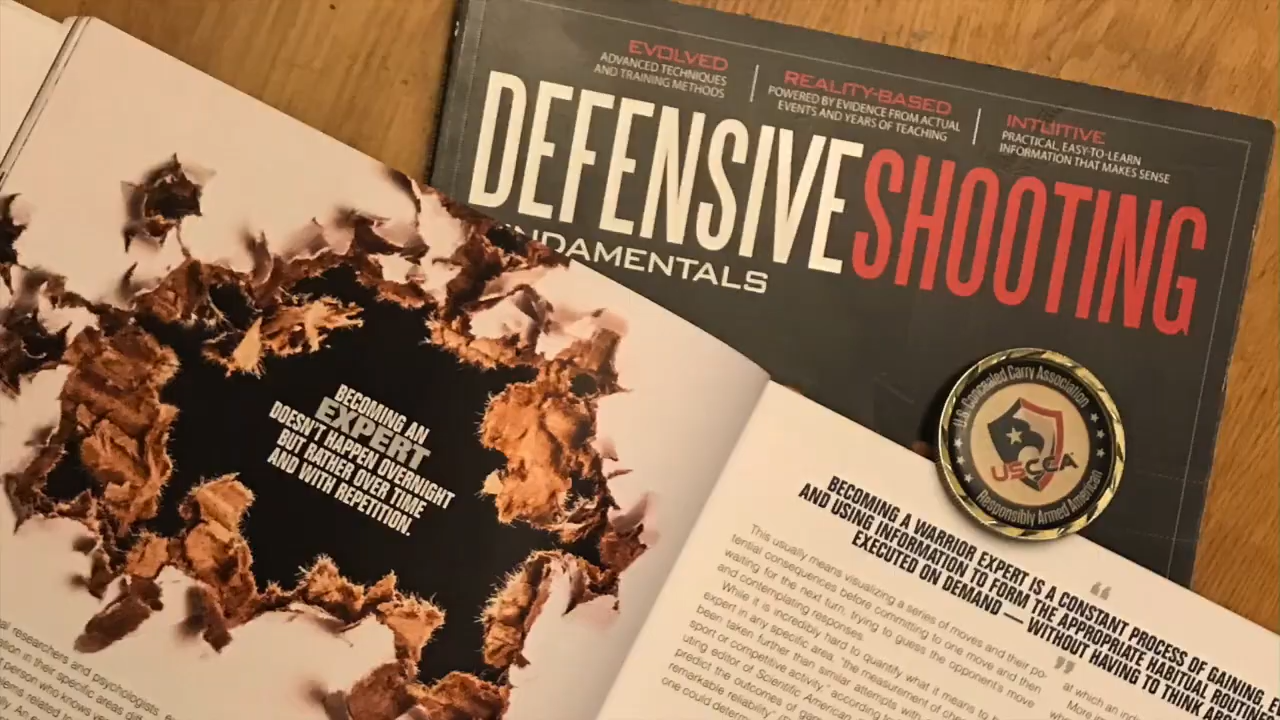 EVOLVED
ADVANCED TECHNIQUES
AND TRAINING METHODS
REALITY-BASED
POWERED BY EVIDENCE FROM ACTUAL
EVENTS AND YEARS OF TEACHING
INTUITIVE
PRACTICAL, EASY-TO-LEARN
INFORMATION THAT MAKES SENSE
DEFENSIVE SHOOTING
NDAMENTALS
BECOMING AN
EXPERT
DOESN'T HAPPEN OVERNIGHT
BUT RATHER OVER TIME
AND WITH REPETITION.
U.S. Concealed Carry Association
USCCA
Responsibly Armed American
“
BECOMING A WARRIOR EXPERT IS A CONSTANT PROCESS OF GAINING, E
AND USING INFORMATION TO FORM THE APPROPRIATE HABITUAL ROUTINE
EXECUTED ON DEMAND — WITHOUT HAVING TO THINK ABO
”
This usually means visualizing a series of moves and their po-
tential consequences before committing to one move and then
waiting for the next turn, trying to guess the opponent's move
and contemplating responses.
While it is incredibly hard to quantify what it means to b
expert in any specific area, "the measurement of che
been taken further than similar attempts with
sport or competitive activity," according to
uting editor of Scientific American
predict the outcomes of game
remarkable reliability"
one could determ
at which an inc
More
al researchers and psychologists,
tion in their specific areas
person who knows
ems related to